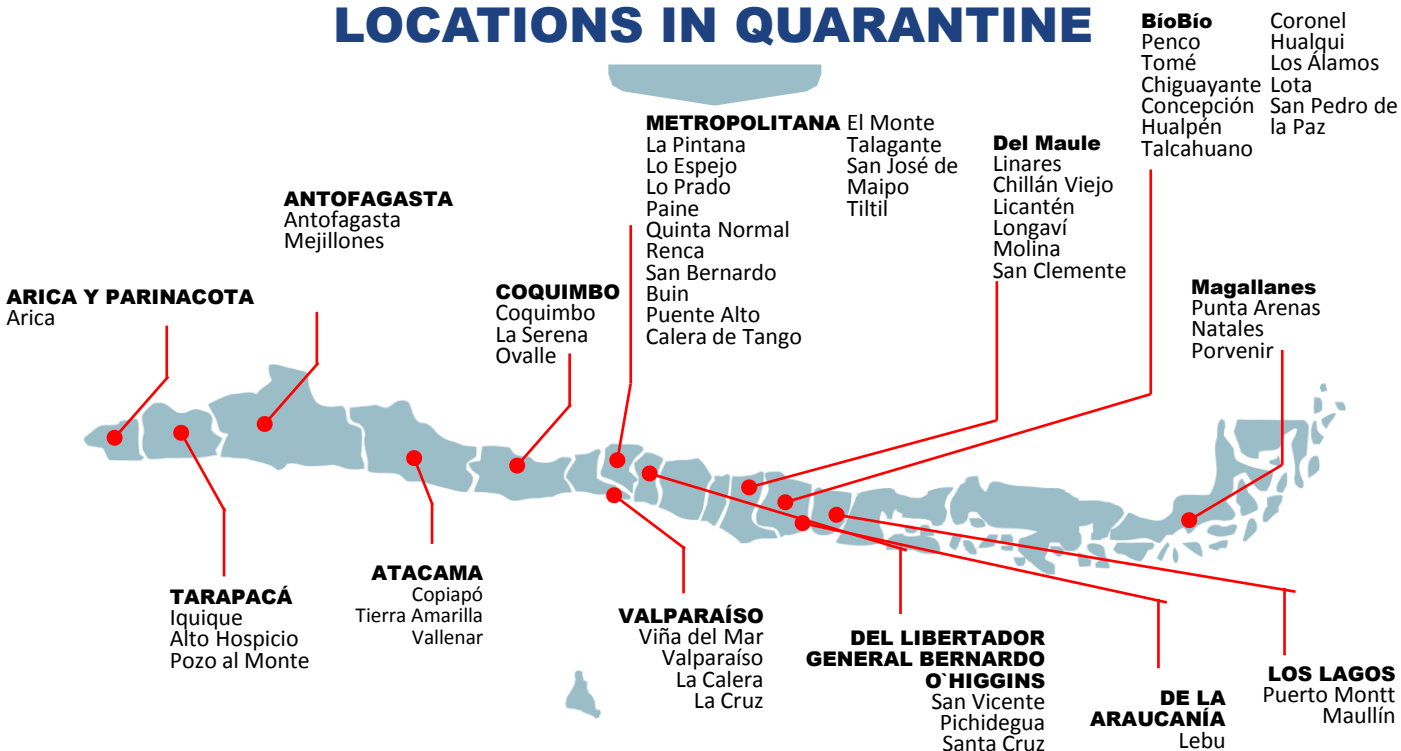 LOCATIONS IN QUARANTINE
ARICA Y PARINACOTA
Arica
ANTOFAGASTA
Antofagasta
Mejillones
COQUIMBO
Coquimbo
La Serena
Ovalle
METROPOLITANA
La Pintana
Lo Espejo
Lo Prado
Paine
Quinta Normal
Renca
San Bernardo
Buin
Puente Alto
Calera de Tango
El Monte
Talagante
San José de
Maipo
Tiltil
Del Maule
Linares
Chillán Viejo
Licantén
Longaví
Molina
San Clemente
BíoBío
Penco
Tomé
Chiguayante
Concepción
Hualpén
Talcahuano
Coronel
Hualqui
Los Álamos
Lota
San Pedro de
la Paz
Magallanes
Punta Arenas
Natales
Porvenir
TARAPACÁ
Iquique
Alto Hospicio
Pozo al Monte
ATACAMA
Copiapó
Tierra Amarilla
Vallenar
VALPARAÍSO
Viña del Mar
Valparaíso
La Calera
La Cruz
DEL LIBERTADOR
GENERAL BERNARDO
O`HIGGINS
San Vicente
Pichidegua
Santa Cruz
DE LA
ARAUCANÍA
Lebu
LOS LAGOS
Puerto Montt
Maullín